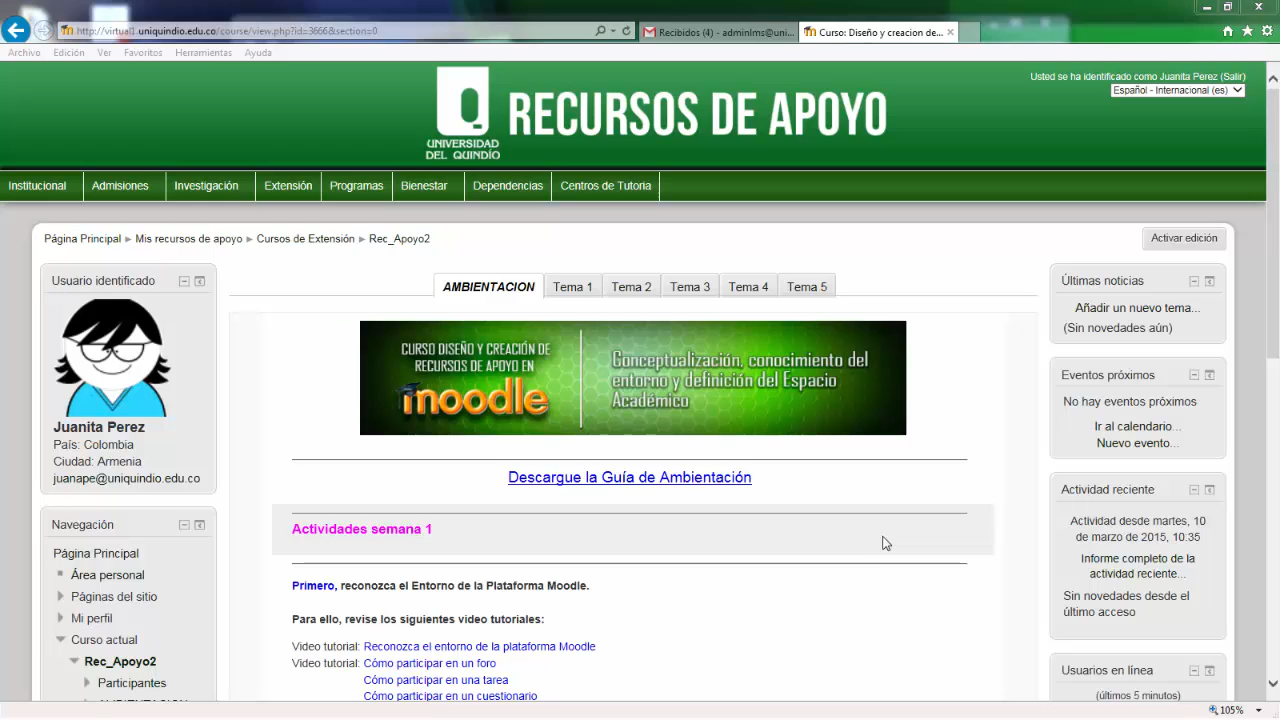 http://virtual1.uniquindio.edu.co/course/view.php?id=3666&section=0
Recibidos (4) - adminlms@uni...
Curso: Diseño y creacion de...
Archivo Edición Ver Favoritos Herramientas Ayuda
Usted se ha identificado como Juanita Perez (Salir)
Español - Internacional (es)
UNIVERSIDAD
DEL QUINDÍO
RECURSOS DE APOYO
Institucional Admisiones Investigación Extensión Programas Bienestar Dependencias Centros de Tutoria
Página Principal ► Mis recursos de apoyo ► Cursos de Extensión ► Rec_Apoyo2
Activar edición
Usuario identificado
Juanita Perez
País: Colombia
Ciudad: Armenia
juanape@uniquindio.edu.co
Navegación
Página Principal
Área personal
Páginas del sitio
Mi perfil
Curso actual
Rec_Apoyo2
Participantes
AMBIENTACION Tema 1 Tema 2 Tema 3 Tema 4 Tema 5
CURSO DISEÑO Y CREACIÓN DE
RECURSOS DE APOYO EN
moodle
Conceptualización, conocimiento del
entorno y definición del Espacio
Académico
Descargue la Guía de Ambientación
Actividades semana 1
Primero, reconozca el Entorno de la Plataforma Moodle.
Para ello, revise los siguientes video tutoriales:
Video tutorial: Reconozca el entorno de la plataforma Moodle
Video tutorial: Cómo participar en un foro
Cómo participar en una tarea
Cómo participar en un cuestionario
Últimas noticias
Añadir un nuevo tema...
(Sin novedades aún)
Eventos próximos
No hay eventos próximos
Ir al calendario...
Nuevo evento...
Actividad reciente
Actividad desde martes, 10
de marzo de 2015, 10:35
Informe completo de la
actividad reciente...
Sin novedades desde el
último acceso
Usuarios en línea
(últimos 5 minutos)
105%